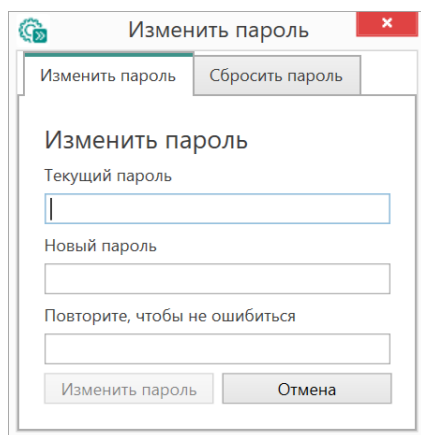 Изменить пароль
Изменить пароль Сбросить пароль
Изменить пароль
Текущий пароль
Новый пароль
Повторите, чтобы не ошибиться
Изменить пароль Отмена